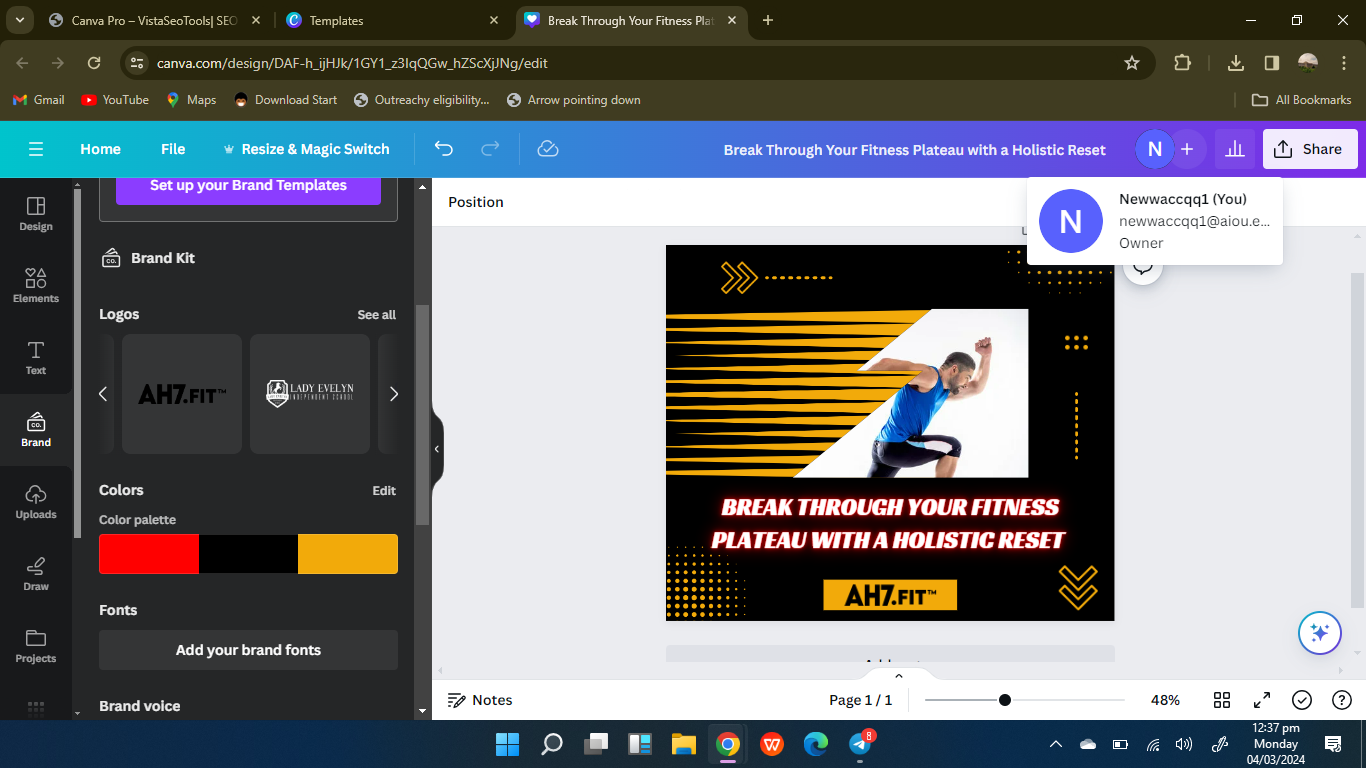 Canva Pro – VistaSeoTools| SEO
Templates
Break Through Your Fitness Plat
canva.com/design/DAF-h_ijHJk/1GY1_z3IqQGw_hZScXjJNg/edit
Gmail
YouTube
Maps
Download Start
Outreachy eligibility...
Arrow pointing down
All Bookmarks
Home
File
Resize & Magic Switch
Break Through Your Fitness Plateau with a Holistic Reset
N
Share
Design
Elements
Text
Brand
Uploads
Draw
Projects
Set up your Brand Templates
CO.
Brand Kit
Logos
See all
AH7.FIT™
LADY EVELYN
INDEPENDENT SCHOOL
Colors
Edit
Color palette
Fonts
Add your brand fonts
Brand voice
Position
N
Newwaccqq1 (You)
newwaccqq1@aiou.e...
Owner
BREAK THROUGH YOUR FITNESS
PLATEAU WITH A HOLISTIC RESET
AH7.FIT™
Notes
Page 1 / 1
48%
8
12:37 pm
Monday
04/03/2024